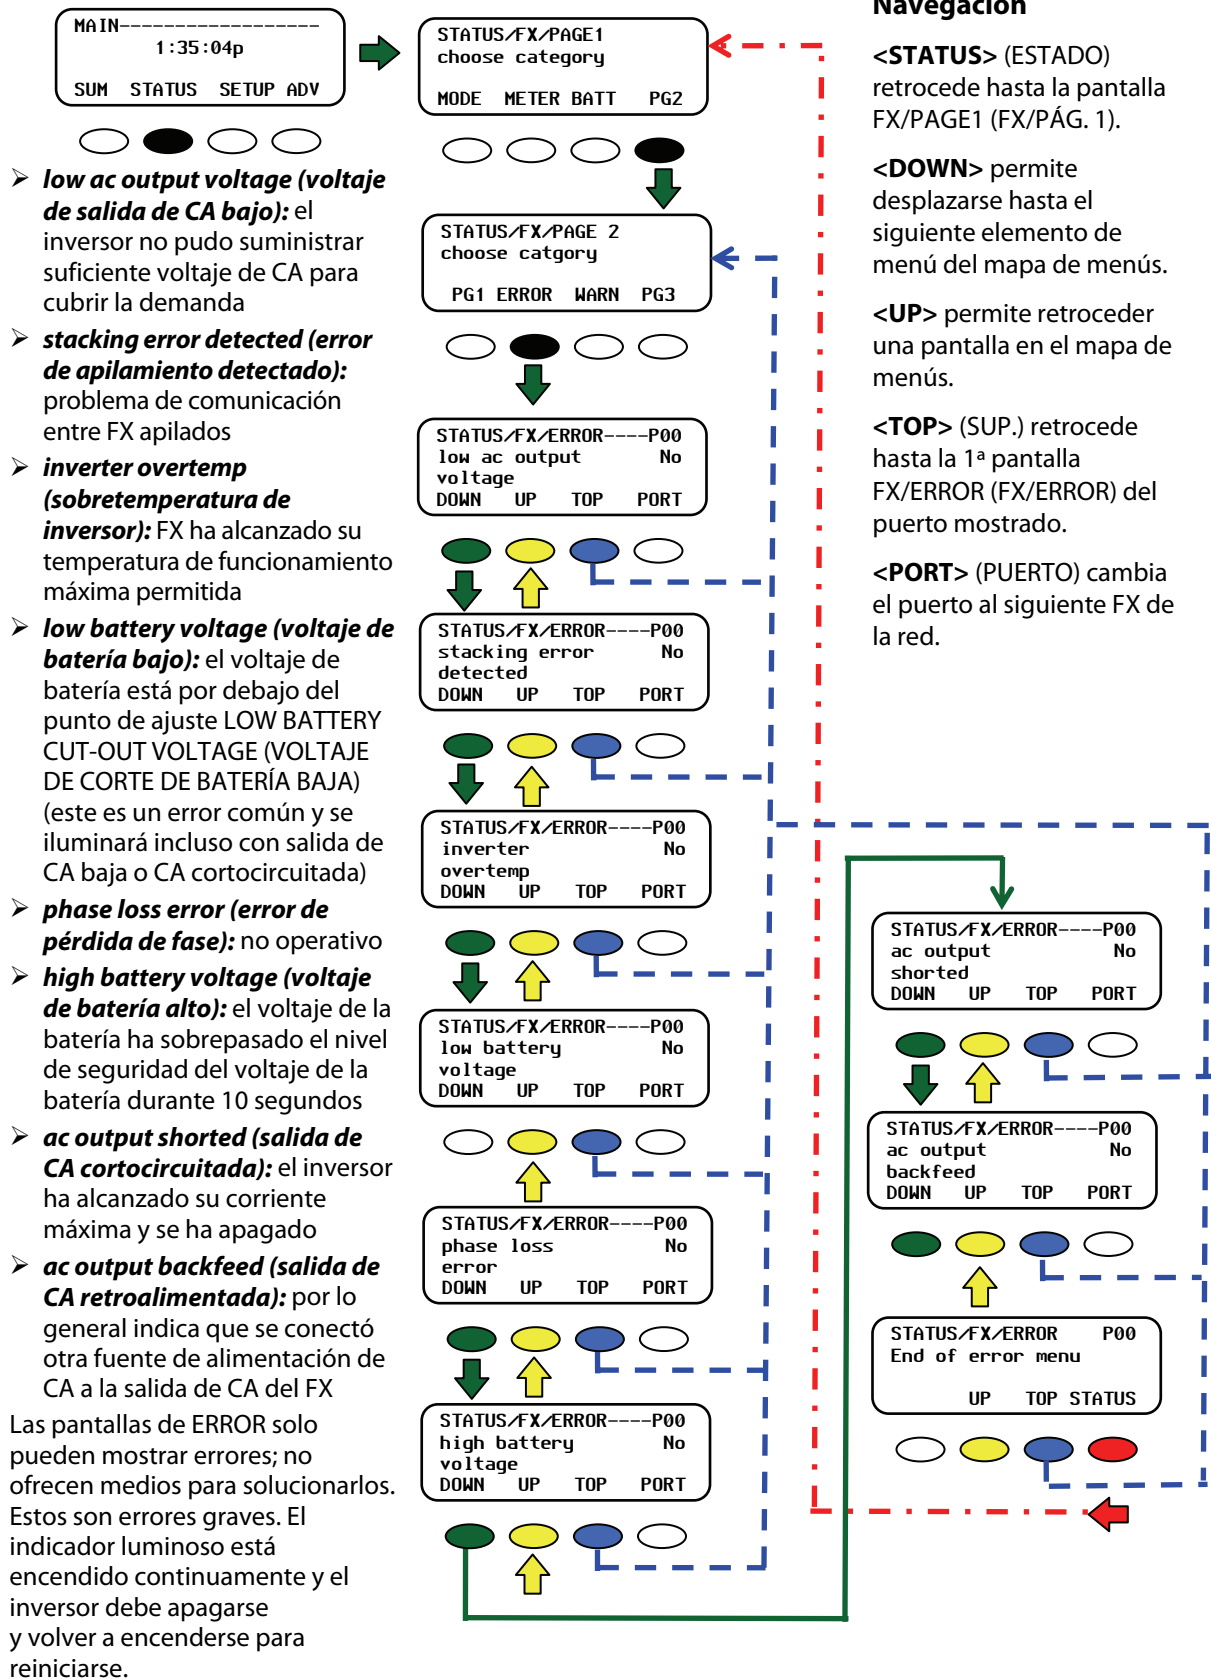 MAIN------------------
1:35:04p
SUM STATUS SETUP ADV
➢ low ac output voltage (voltaje
de salida de CA bajo): el
inversor no pudo suministrar
suficiente voltaje de CA para
cubrir la demanda
➢ stacking error detected (error
de apilamiento detectado):
problema de comunicación
entre FX apilados
➢ inverter overtemp
(sobretemperatura de
inversor): FX ha alcanzado su
temperatura de funcionamiento
máxima permitida
➢ low battery voltage (voltaje de
batería bajo): el voltaje de
batería está por debajo del
punto de ajuste LOW BATTERY
CUT-OUT VOLTAGE (VOLTAJE
DE CORTE DE BATERÍA BAJA)
(este es un error común y se
iluminará incluso con salida de
CA baja o CA cortocircuitada)
➢ phase loss error (error de
pérdida de fase): no operativo
➢ high battery voltage (voltaje
de batería alto): el voltaje de la
batería ha sobrepasado el nivel
de seguridad del voltaje de la
batería durante 10 segundos
➢ ac output shorted (salida de
CA cortocircuitada): el inversor
ha alcanzado su corriente
máxima y se ha apagado
➢ ac output backfeed (salida de
CA retroalimentada): por lo
general indica que se conectó
otra fuente de alimentación de
CA a la salida de CA del FX
Las pantallas de ERROR solo
pueden mostrar errores; no
ofrecen medios para solucionarlos.
Estos son errores graves. El
indicador luminoso está
encendido continuamente y el
inversor debe apagarse
y volver a encenderse para
reiniciarse.
STATUS/FX/PAGE1
choose category
MODE METER BATT PG2
STATUS/FX/PAGE 2
choose catgory
PG1 ERROR WARN PG3
STATUS/FX/ERROR----P00
low ac output No
voltage
DOWN UP TOP PORT
STATUS/FX/ERROR----P00
stacking error No
detected
DOWN UP TOP PORT
STATUS/FX/ERROR----P00
inverter No
overtemp
DOWN UP TOP PORT
STATUS/FX/ERROR----P00
low battery No
voltage
DOWN UP TOP PORT
STATUS/FX/ERROR----P00
phase loss No
error
DOWN UP TOP PORT
STATUS/FX/ERROR----P00
high battery No
voltage
DOWN UP TOP PORT
Navegación
<STATUS> (ESTADO)
retrocede hasta la pantalla
FX/PAGE1 (FX/PÁG. 1).
<DOWN> permite
desplazarse hasta el
siguiente elemento de
menú del mapa de menús.
<UP> permite retroceder
una pantalla en el mapa de
menús.
<TOP> (SUP.) retrocede
hasta la 1ª pantalla
FX/ERROR (FX/ERROR) del
puerto mostrado.
<PORT> (PUERTO) cambia
el puerto al siguiente FX de
la red.
STATUS/FX/ERROR----P00
ac output No
shorted
DOWN UP TOP PORT
STATUS/FX/ERROR----P00
ac output No
backfeed
DOWN UP TOP PORT
STATUS/FX/ERROR P00
End of error menu
UP TOP STATUS